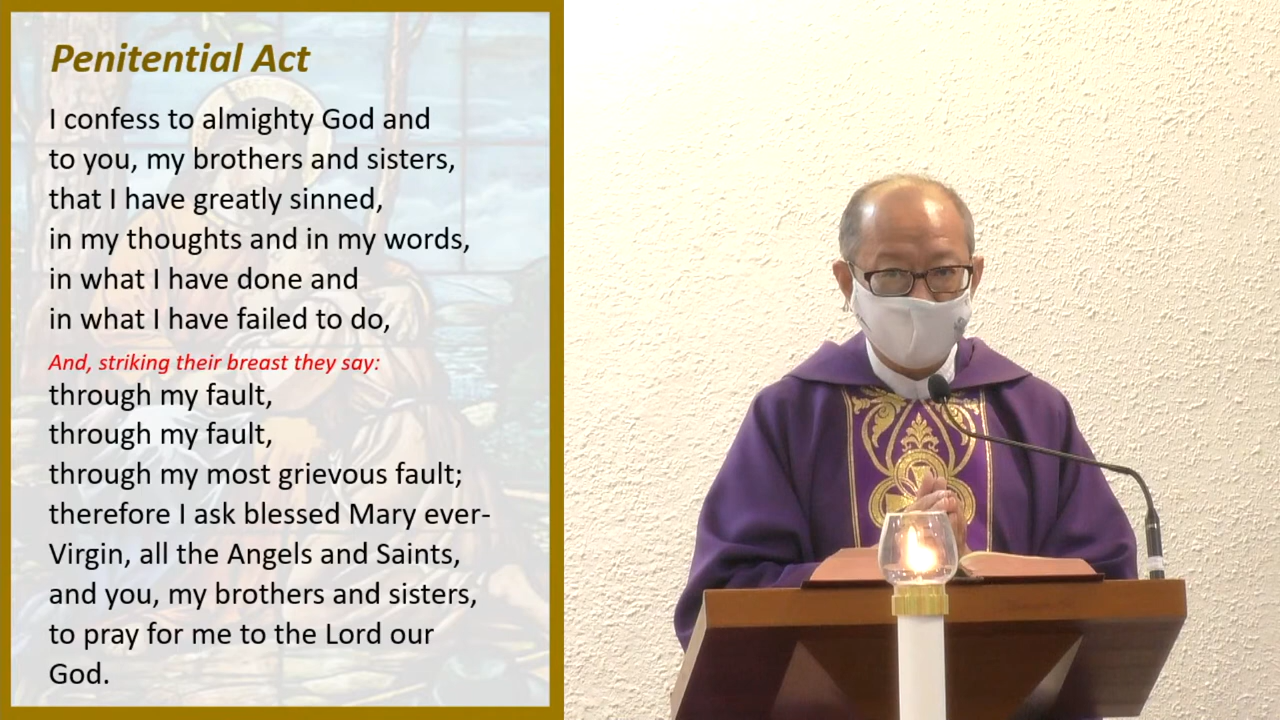 Penitential Act
I confess to almighty God and
to you, my brothers and sisters,
that I have greatly sinned,
in my thoughts and in my words,
in what I have done and
in what I have failed to do,
And, striking their breast they say:
through my fault,
through my fault,
through my most grievous fault;
therefore I ask blessed Mary ever-
Virgin, all the Angels and Saints,
and you, my brothers and sisters,
to pray for me to the Lord our
God.